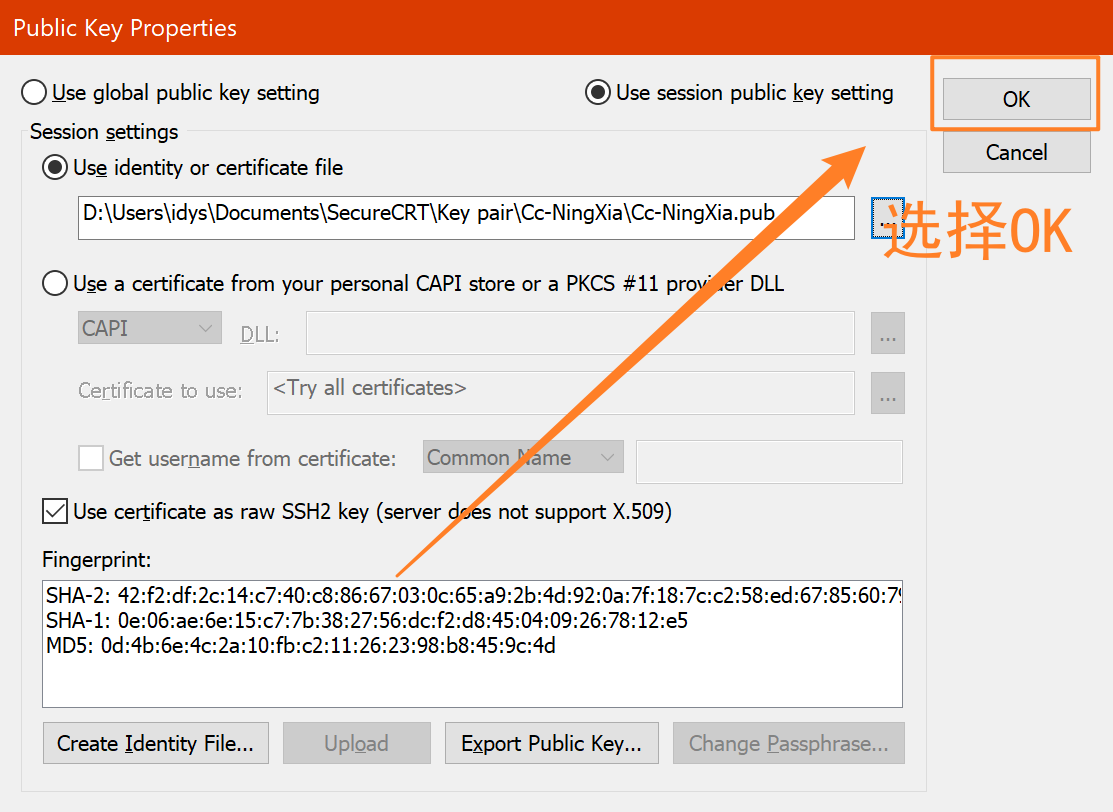 Public Key Properties
Use global public key setting
Use session public key setting
OK
Cancel
Session settings
Use identity or certificate file
D:\Users\idys\Documents\SecureCRT\Key pair\Cc-NingXia\Cc-NingXia.pub
...
选择OK
Use a certificate from your personal CAPI store or a PKCS #11 provider DLL
CAPI
DLL:
...
Certificate to use:
<Try all certificates>
...
Get username from certificate:
Common Name
Use certificate as raw SSH2 key (server does not support X.509)
Fingerprint:
SHA-2: 42:f2:df:2c:14:c7:40:c8:86:67:03:0c:65:a9:2b:4d:92:0a:7f:18:7c:c2:58:ed:67:85:60:79
SHA-1: 0e:06:ae:6e:15:c7:7b:38:27:56:dc:f2:d8:45:04:09:26:78:12:e5
MD5: 0d:4b:6e:4c:2a:10:fb:c2:11:26:23:98:b8:45:9c:4d
Create Identity File...
Upload
Export Public Key...
Change Passphrase...